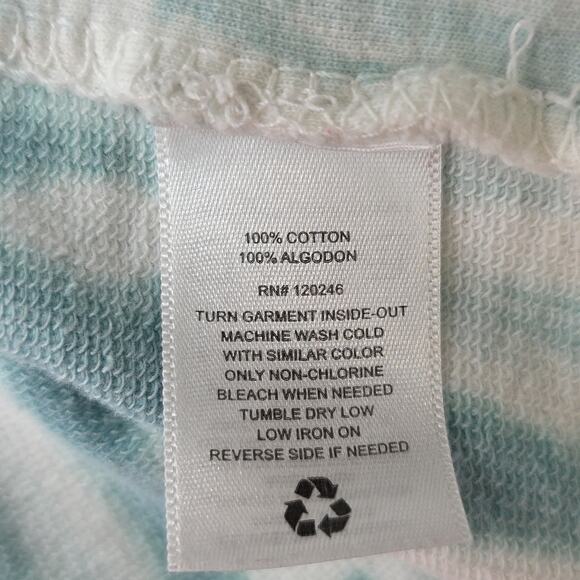 100% COTTON
100% ALGODON
RN# 120246
TURN GARMENT INSIDE-OUT
MACHINE WASH COLD
WITH SIMILAR COLOR
ONLY NON-CHLORINE
BLEACH WHEN NEEDED
TUMBLE DRY LOW
LOW IRON ON
REVERSE SIDE IF NEEDED